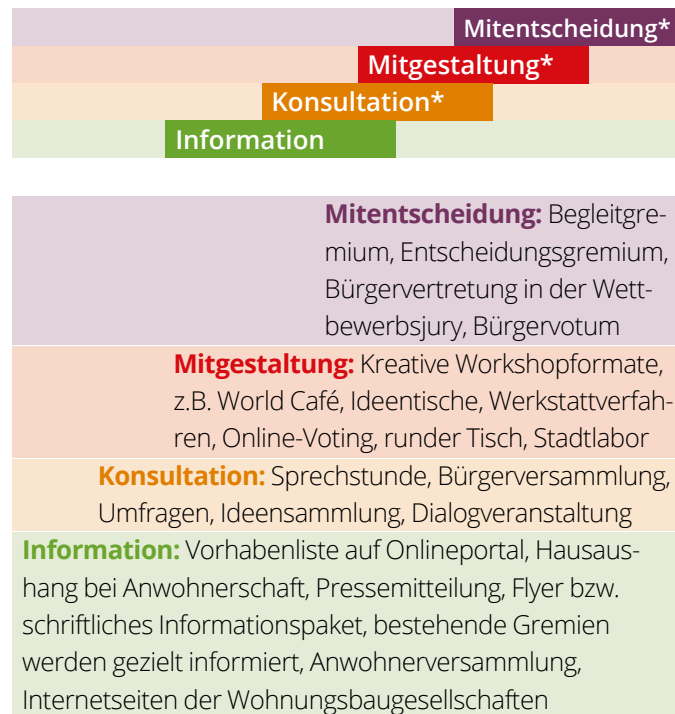 Mitentscheidung*
Mitgestaltung*
Konsultation*
Information
Mitentscheidung: Begleitgre-
mium, Entscheidungsgremium,
Bürgervertretung in der Wett-
bewerbsjury, Bürgervotum
Mitgestaltung: Kreative Workshopformate,
z.B. World Café, Ideentische, Werkstattverfah-
ren, Online-Voting, runder Tisch, Stadtlabor
Konsultation: Sprechstunde, Bürgerversammlung,
Umfragen, Ideensammlung, Dialogveranstaltung
Information: Vorhabenliste auf Onlineportal, Hausaus-
hang bei Anwohnerschaft, Pressemitteilung, Flyer bzw.
schriftliches Informationspaket, bestehende Gremien
werden gezielt informiert, Anwohnerversammlung,
Internetseiten der Wohnungsbaugesellschaften